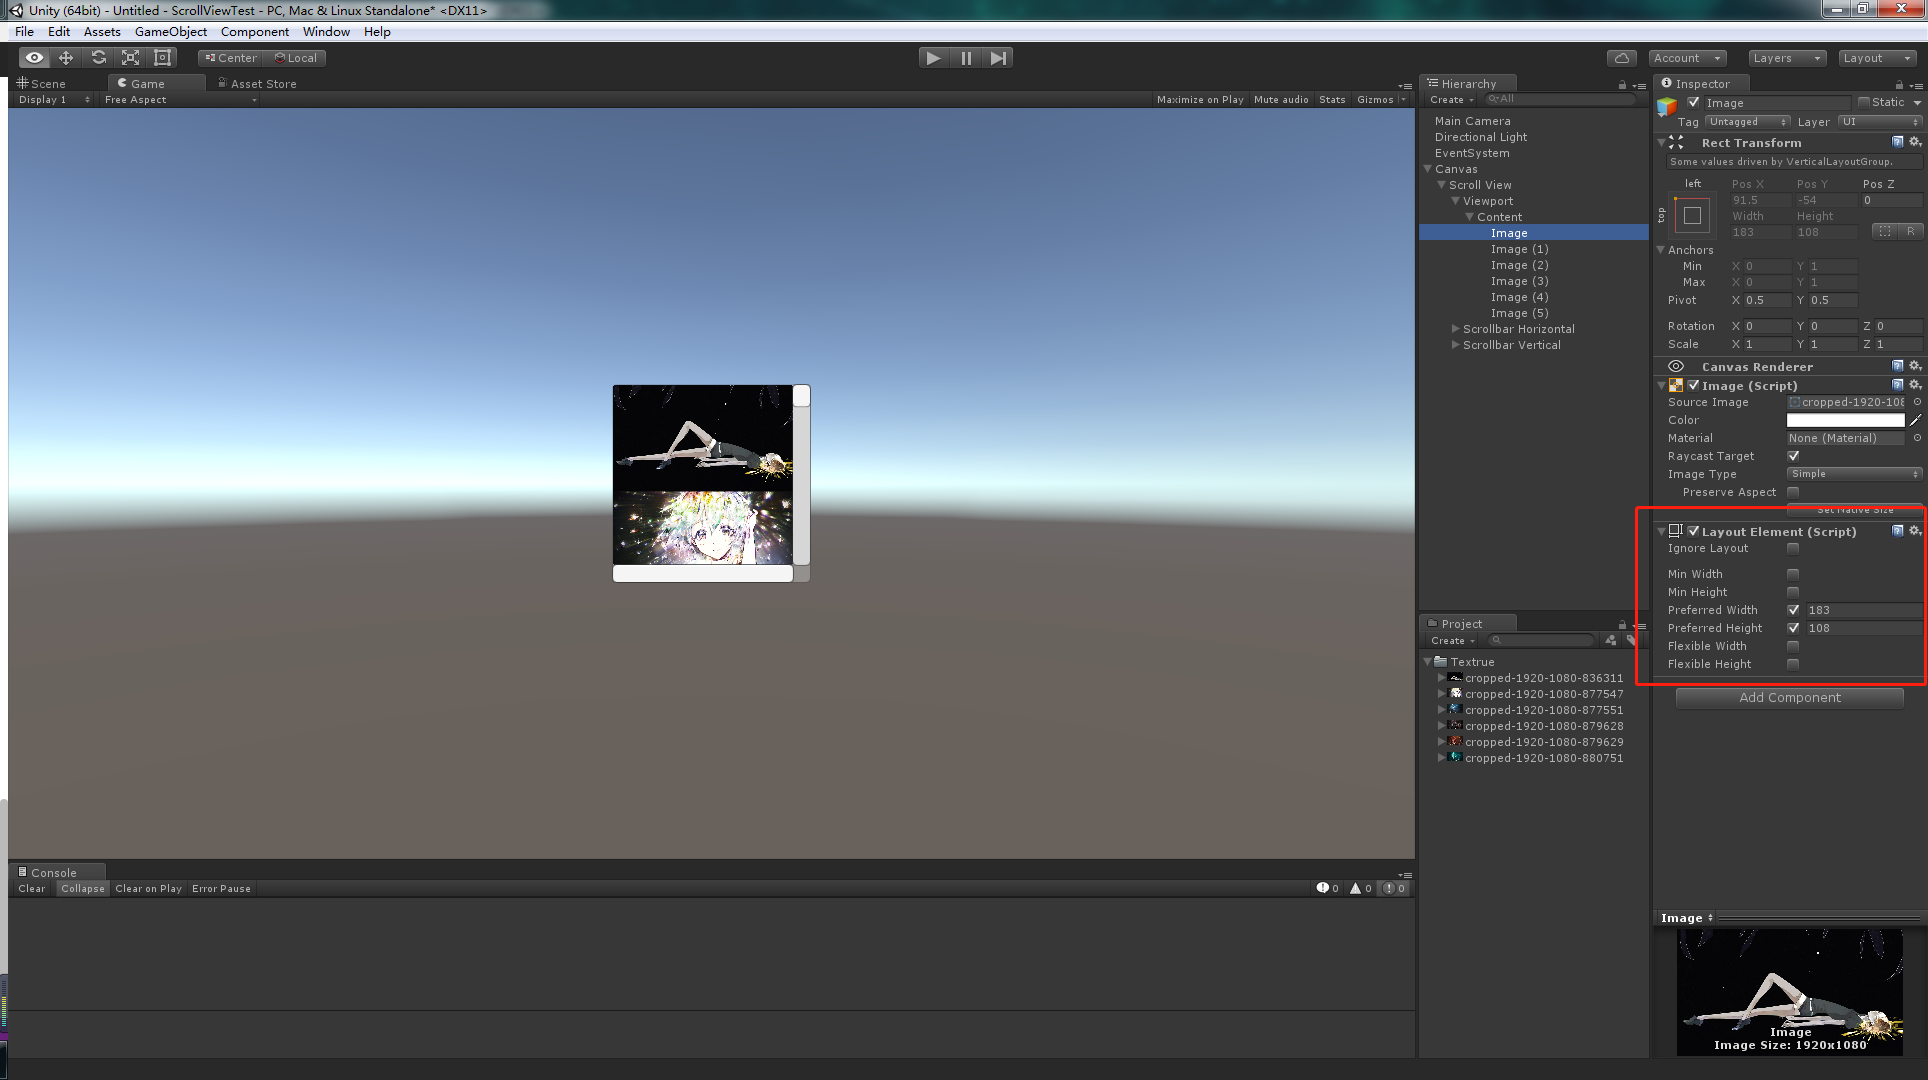 Unity (64bit) - Untitled - ScrollViewTest - PC, Mac & Linux Standalone* <DX11>
File Edit Assets GameObject Component Window Help
Center Local
Account Layers Layout
Scene Game Asset Store
Display 1 Free Aspect Maximize on Play Mute audio Stats Gizmos
Hierarchy
Create All
Main Camera
Directional Light
EventSystem
Canvas
Scroll View
Viewport
Content
Image
Image (1)
Image (2)
Image (3)
Image (4)
Image (5)
Scrollbar Horizontal
Scrollbar Vertical
Project
Create
Textrue
cropped-1920-1080-836311
cropped-1920-1080-877547
cropped-1920-1080-877551
cropped-1920-1080-879628
cropped-1920-1080-879629
cropped-1920-1080-880751
Inspector
Image Static
Tag Untagged Layer UI
Rect Transform
Some values driven by VerticalLayoutGroup.
left Pos X Pos Y Pos Z
top 91.5 -54 0
Width Height
183 108 R
Anchors
Min X 0 Y 1
Max X 0 Y 1
Pivot X 0.5 Y 0.5
Rotation X 0 Y 0 Z 0
Scale X 1 Y 1 Z 1
Canvas Renderer
Image (Script)
Source Image cropped-1920-108
Color
Material None (Material)
Raycast Target
Image Type Simple
Preserve Aspect
Set Native Size
Layout Element (Script)
Ignore Layout
Min Width
Min Height
Preferred Width 183
Preferred Height 108
Flexible Width
Flexible Height
Add Component
Image
Image
Image Size: 1920x1080
Console
Clear Collapse Clear on Play Error Pause 0 0 0